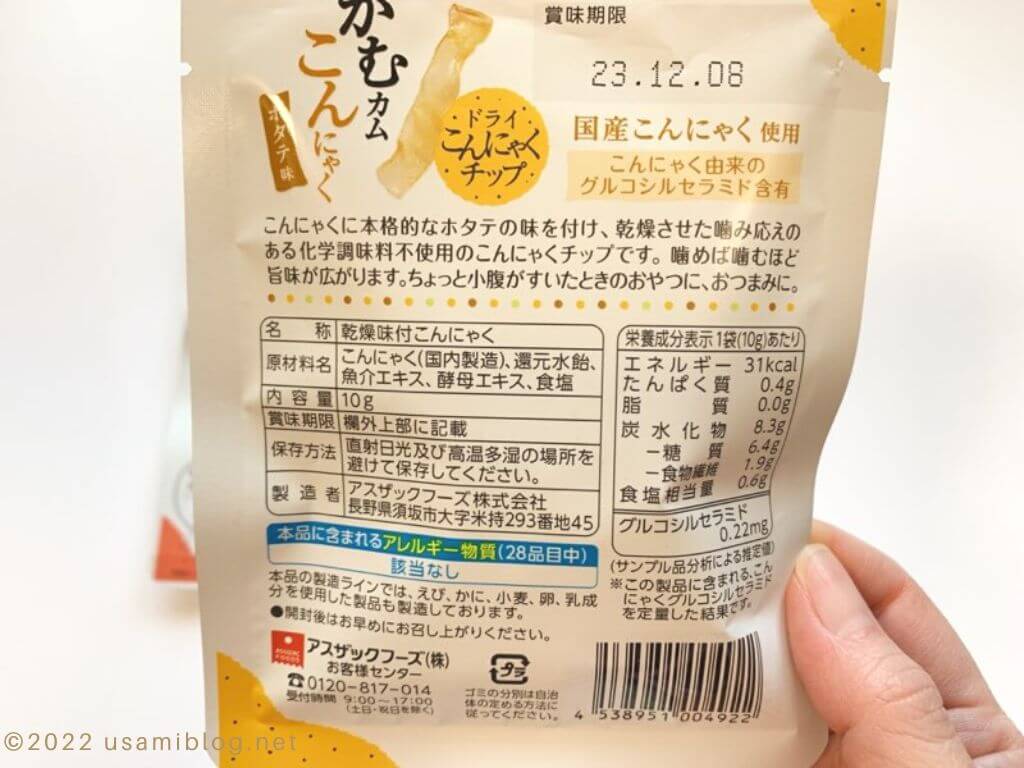 かむカム
こんにゃく
ホタテ味
ドライ
こんにゃく
チップ
賞味期限
23.12.08
国産こんにゃく使用
こんにゃく由来の
グルコシルセラミド含有
こんにゃくに本格的なホタテの味を付け、乾燥させた噛み応えの
ある化学調味料不使用のこんにゃくチップです。噛めば噛むほど
旨味が広がります。ちょっと小腹がすいたときのおやつに、おつまみに。
名称 乾燥味付こんにゃく
原材料名 こんにゃく(国内製造)、還元水飴、
魚介エキス、酵母エキス、食塩
内容量 10g
賞味期限 欄外上部に記載
保存方法 直射日光及び高温多湿の場所を
避けて保存してください。
製造者 アスザックフーズ株式会社
長野県須坂市大字米持293番地45
栄養成分表示 1袋(10g)あたり
エネルギー 31kcal
たんぱく質 0.4g
脂質 0.0g
炭水化物 8.3g
－糖質 6.4g
－食物繊維 1.9g
食塩相当量 0.6g
グルコシルセラミド
0.22mg
(サンプル品分析による推定値)
※この製品に含まれる、こん
にゃくグルコシルセラミド
を定量した結果です。
本品に含まれるアレルギー物質(28品目中)
該当なし
本品の製造ラインでは、えび、かに、小麦、卵、乳成
分を使用した製品も製造しております。
●開封後はお早めにお召し上がりください。
アスザックフーズ(株)
お客様センター
☎0120-817-014
受付時間 9:00～17:00
(土日・祝日を除く)
プラ
ゴミの分別は自治
体の定める方法に
従ってください。
4 538951 004922
©2022 usamiblog.net